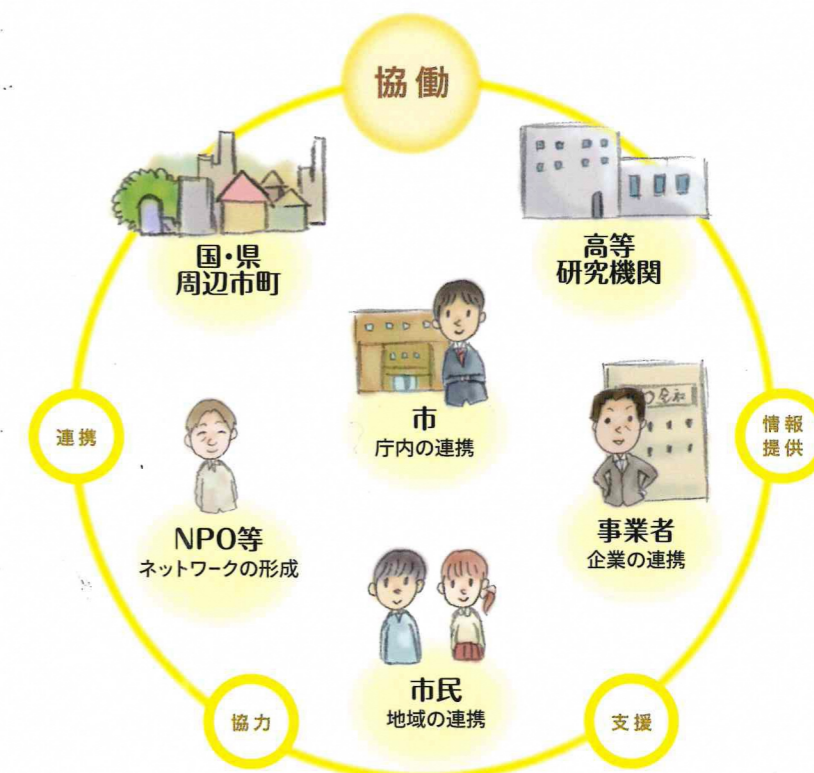 協働
国・県
周辺市町
高等
研究機関
市
庁内の連携
連携
情報
提供
NPO等
ネットワークの形成
事業者
企業の連携
市民
地域の連携
協力
支援